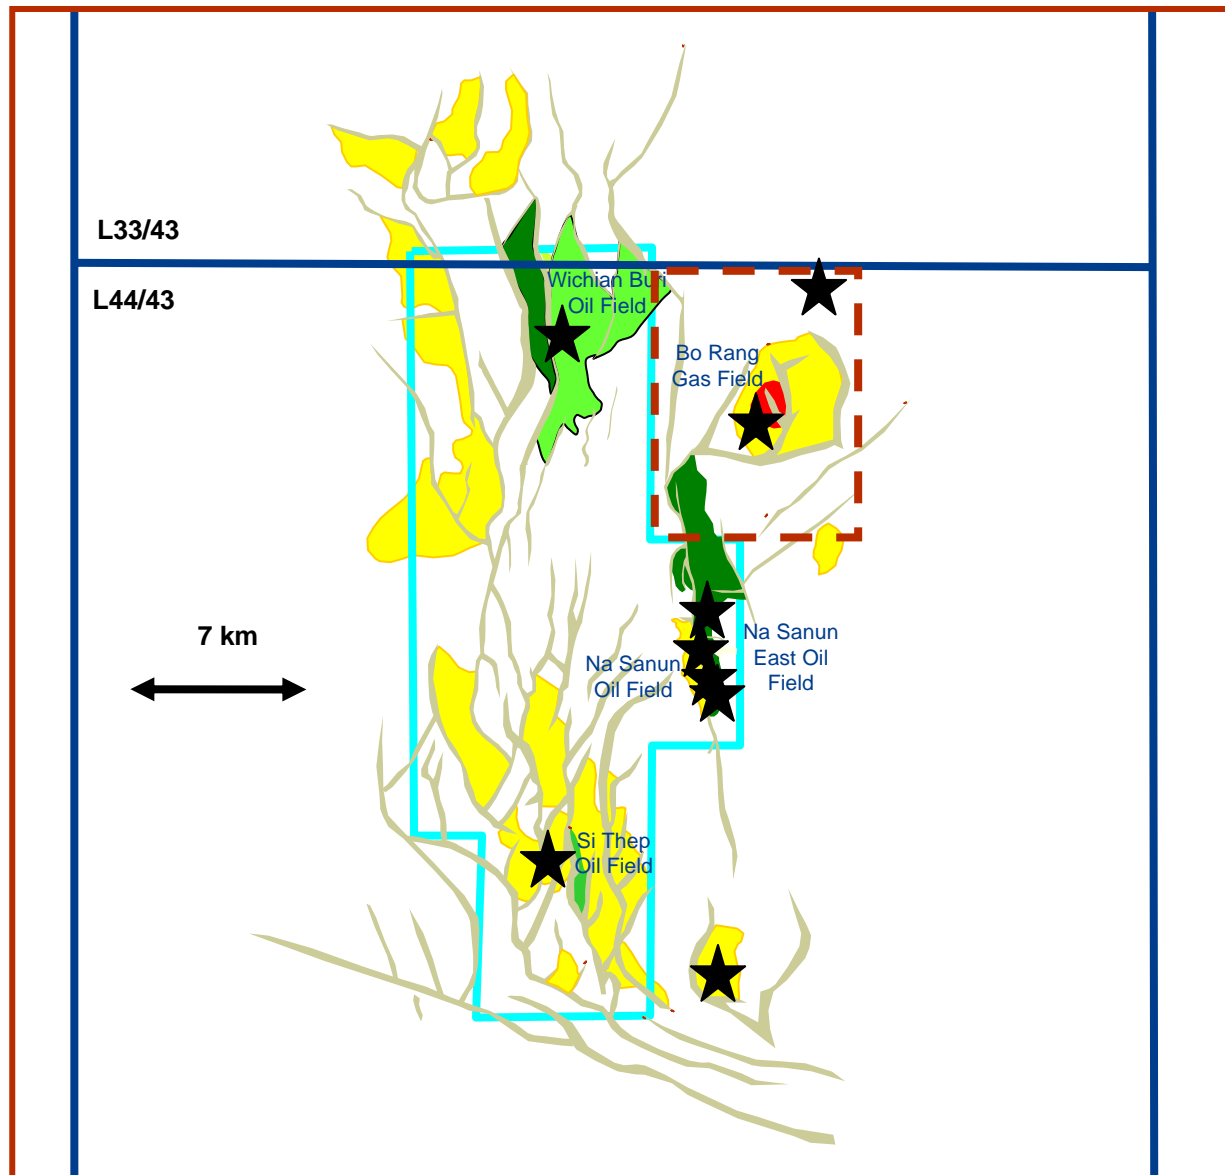 L33/43
L44/43
Wichian Buri
Oil Field
Bo Rang
Gas Field
7 km
Na Sanun
East Oil
Field
Na Sanun
Oil Field
Si Thep
Oil Field